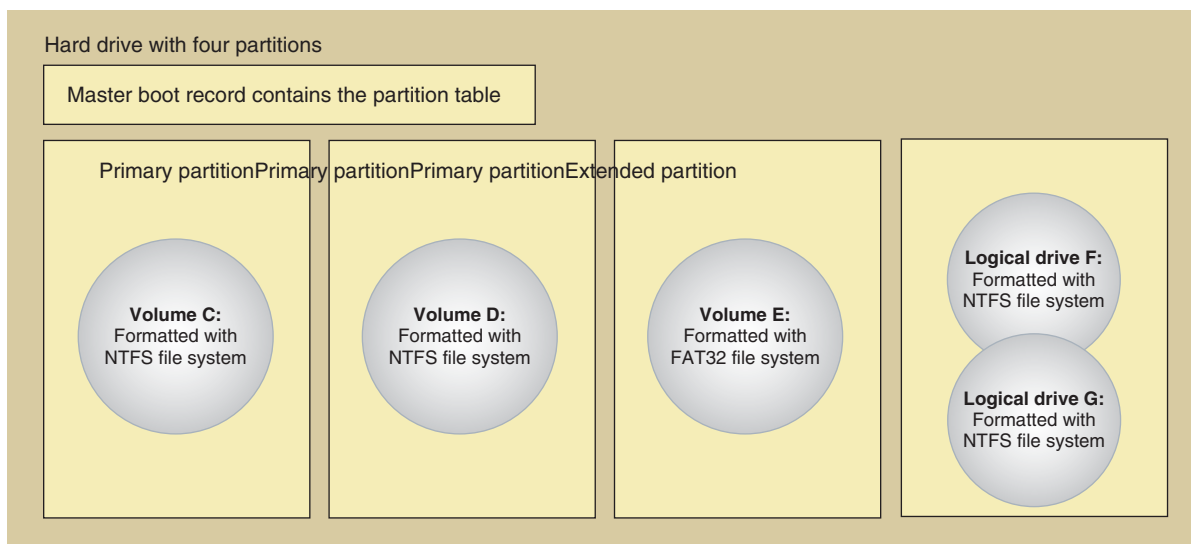 Hard drive with four partitions
Master boot record contains the partition table
Primary partitionPrimary partitionPrimary partitionExtended partition
Volume C:
Formatted with
NTFS file system
Volume D:
Formatted with
NTFS file system
Volume E:
Formatted with
FAT32 file system
Logical drive F:
Formatted with
NTFS file system
Logical drive G:
Formatted with
NTFS file system